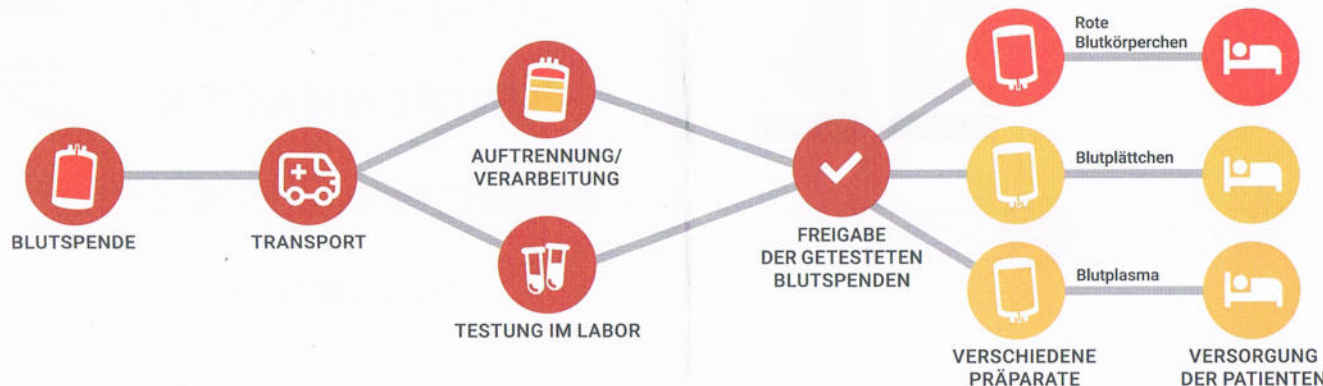 BLUTSPENDE
TRANSPORT
AUFTRENNUNG/
VERARBEITUNG
TESTUNG IM LABOR
FREIGABE
DER GETESTETEN
BLUTSPENDEN
Rote
Blutkörperchen
Blutplättchen
Blutplasma
VERSCHIEDENE
PRÄPARATE
VERSORGUNG
DER PATIENTEN